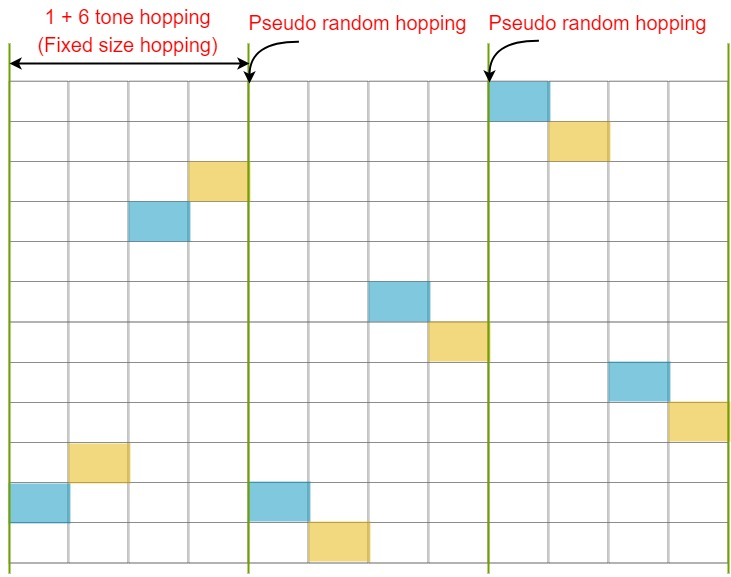 1 + 6 tone hopping
(Fixed size hopping)
Pseudo random hopping
Pseudo random hopping